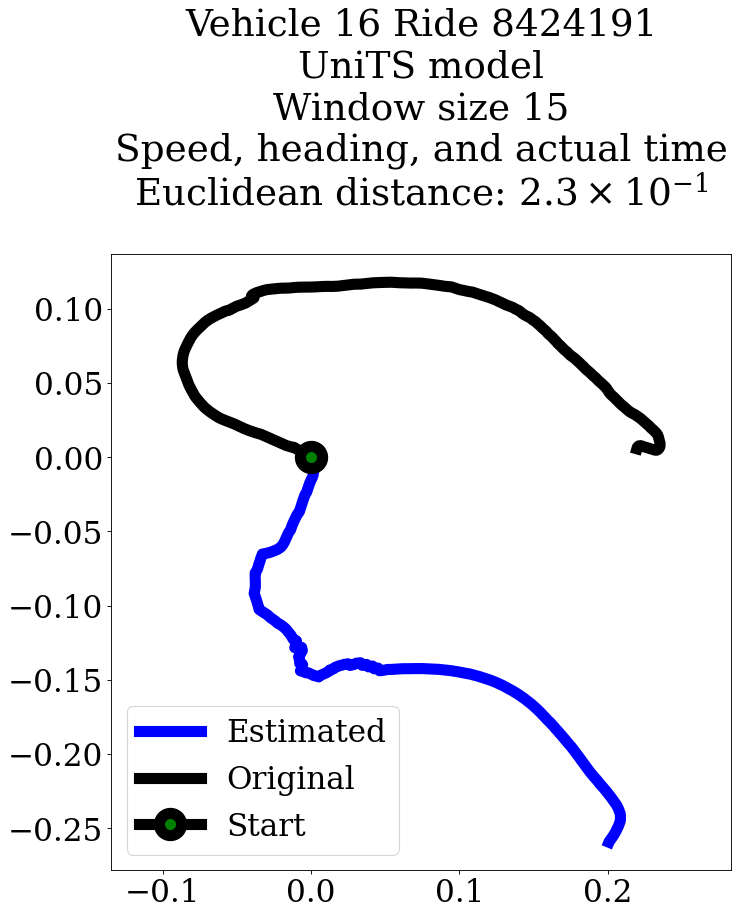 Vehicle 16 Ride 8424191
UniTS model
Window size 15
Speed, heading, and actual time
Euclidean distance: 2.3 × 10⁻¹
0.10
0.05
0.00
−0.05
−0.10
−0.15
−0.20
−0.25
Estimated
Original
Start
−0.1
0.0
0.1
0.2